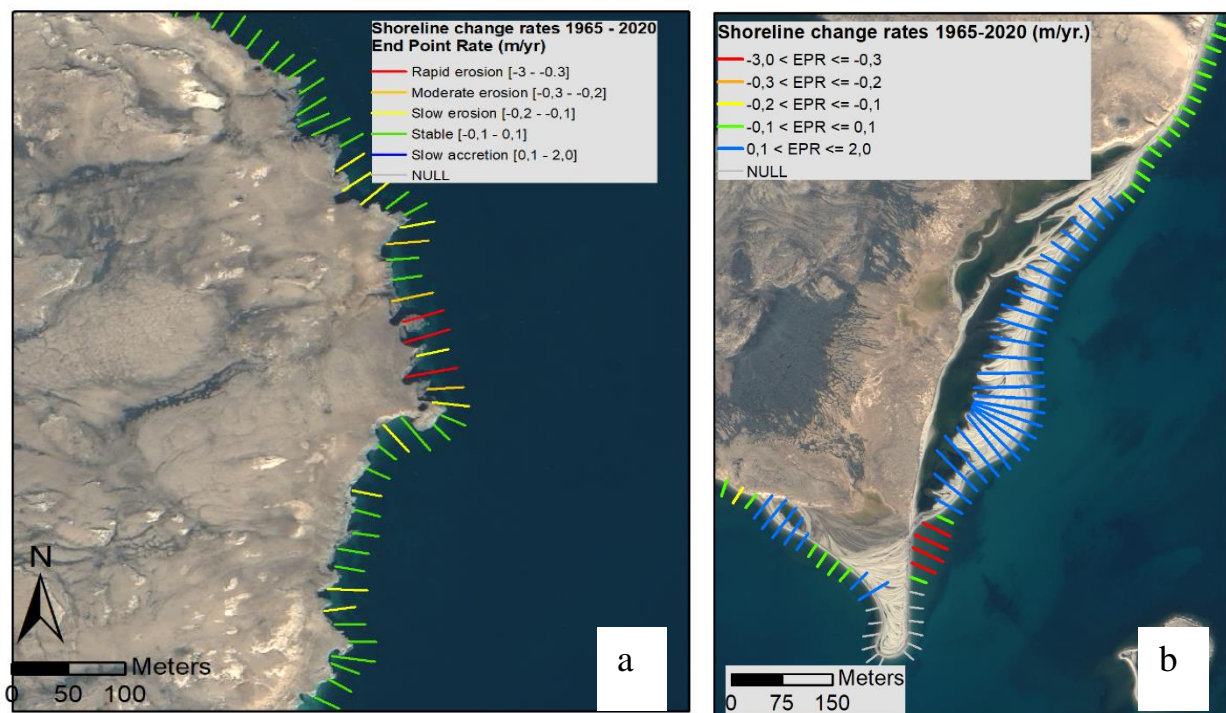 Shoreline change rates 1965 - 2020
End Point Rate (m/yr)
Rapid erosion [-3 - -0.3]
Moderate erosion [-0,3 - -0,2]
Slow erosion [-0,2 - -0,1]
Stable [-0,1 - 0,1]
Slow accretion [0,1 - 2,0]
NULL
N
Meters
0 50 100
a
Shoreline change rates 1965-2020 (m/yr.)
-3,0 < EPR <= -0,3
-0,3 < EPR <= -0,2
-0,2 < EPR <= -0,1
-0,1 < EPR <= 0,1
0,1 < EPR <= 2,0
NULL
Meters
0 75 150
b